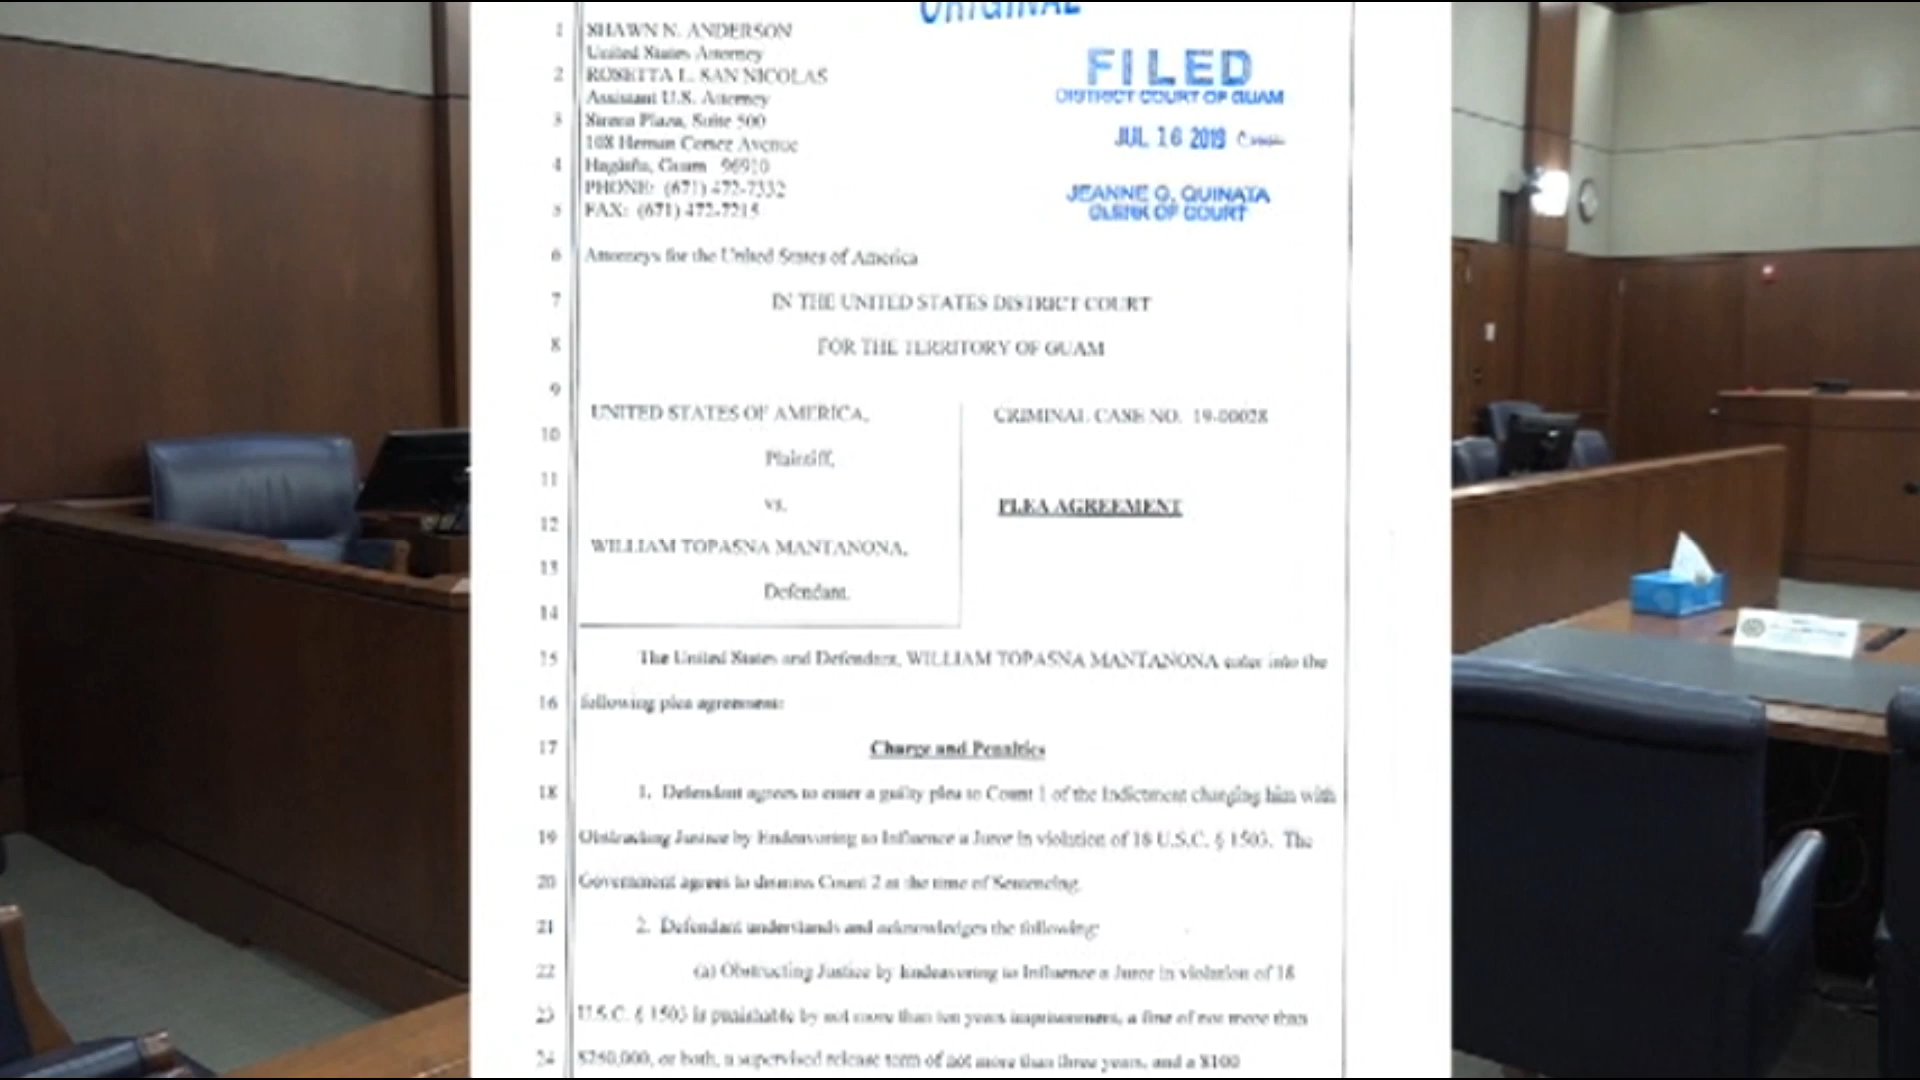 ORIGINAL
FILED
DISTRICT COURT OF GUAM
JUL 16 2019
JEANNE G. QUINATA
CLERK OF COURT
1 SHAWN N. ANDERSON
United States Attorney
2 ROSETTA L. SAN NICOLAS
Assistant U.S. Attorney
3 Sirena Plaza, Suite 500
108 Hernan Cortez Avenue
4 Hagåtña, Guam 96910
PHONE: (671) 472-7332
5 FAX: (671) 472-7215
6 Attorneys for the United States of America
7 IN THE UNITED STATES DISTRICT COURT
8 FOR THE TERRITORY OF GUAM
9
UNITED STATES OF AMERICA, CRIMINAL CASE NO. 19-00028
10
Plaintiff,
11
vs. PLEA AGREEMENT
12
WILLIAM TOPASNA MANTANONA,
13
Defendant.
14
15 The United States and Defendant, WILLIAM TOPASNA MANTANONA enter into the
16 following plea agreement:
17 Charge and Penalties
18 1. Defendant agrees to enter a guilty plea to Count 1 of the Indictment charging him with
19 Obstructing Justice by Endeavoring to Influence a Juror in violation of 18 U.S.C. § 1503. The
20 Government agrees to dismiss Count 2 at the time of Sentencing.
21 2. Defendant understands and acknowledges the following:
22 (a) Obstructing Justice by Endeavoring to Influence a Juror in violation of 18
23 U.S.C. § 1503 is punishable by not more than ten years imprisonment, a fine of not more than
24 $250,000, or both, a supervised release term of not more than three years, and a $100